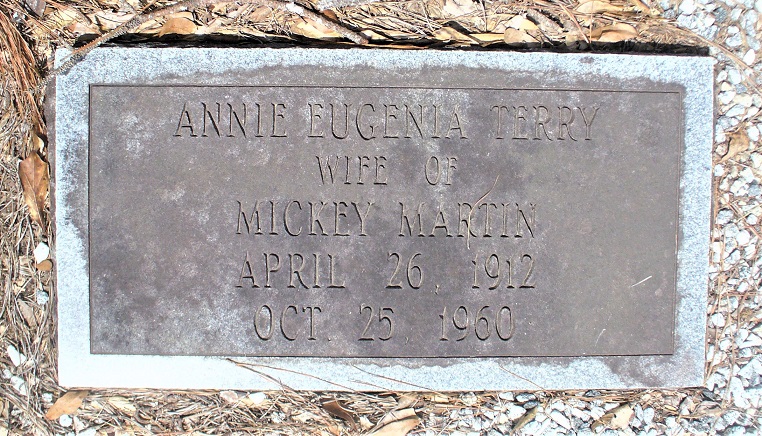 ANNIE EUGENIA TERRY
WIFE OF
MICKEY MARTIN
APRIL 26, 1912
OCT. 25, 1960